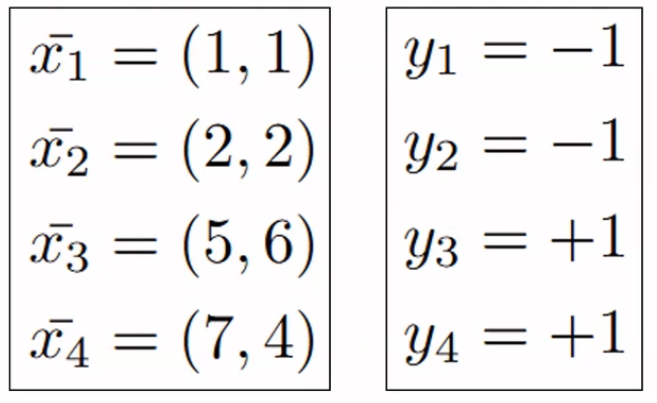 x̄₁ = (1, 1)
x̄₂ = (2, 2)
x̄₃ = (5, 6)
x̄₄ = (7, 4)
y₁ = −1
y₂ = −1
y₃ = +1
y₄ = +1